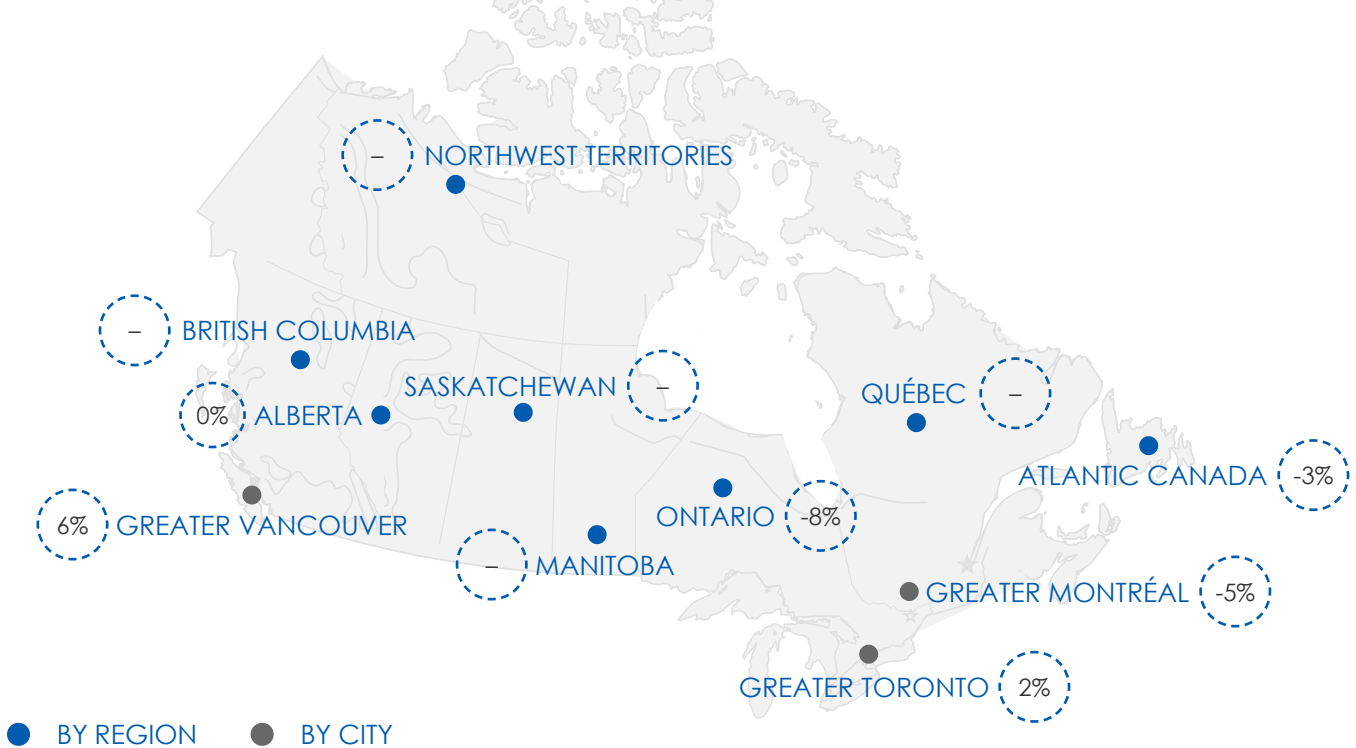 – NORTHWEST TERRITORIES
– BRITISH COLUMBIA
SASKATCHEWAN –
QUÉBEC –
0% ALBERTA
ATLANTIC CANADA -3%
6% GREATER VANCOUVER
ONTARIO -8%
– MANITOBA
GREATER MONTRÉAL -5%
GREATER TORONTO 2%
BY REGION
BY CITY